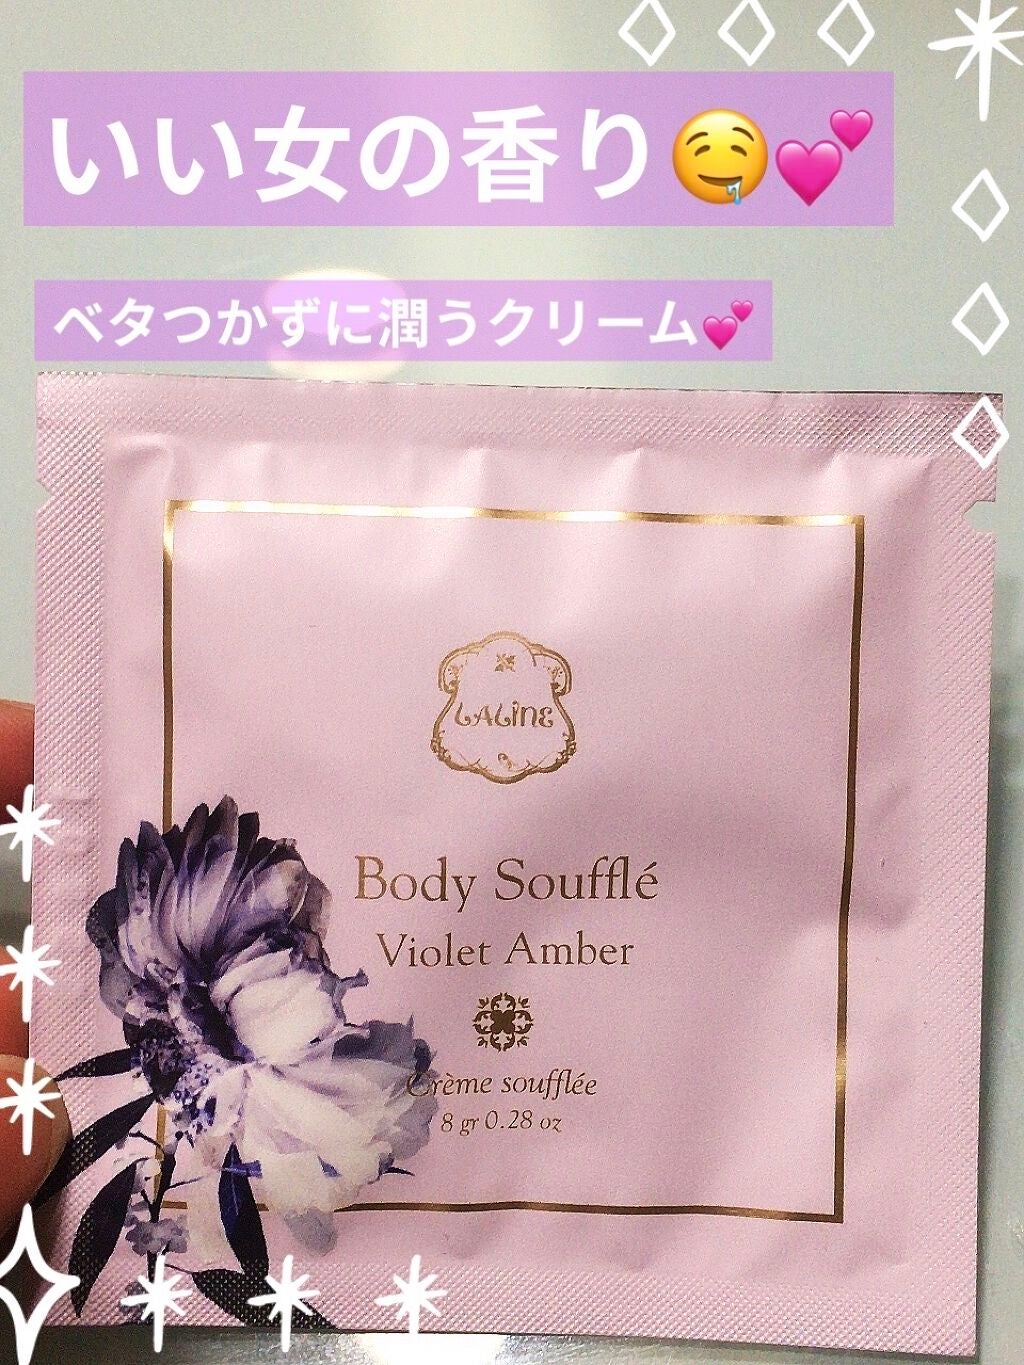 いい女の香り🤤💕
ベタつかずに潤うクリーム💕
LALINE
Body Soufflé
Violet Amber
Crème soufflée
8 gr 0.28 oz